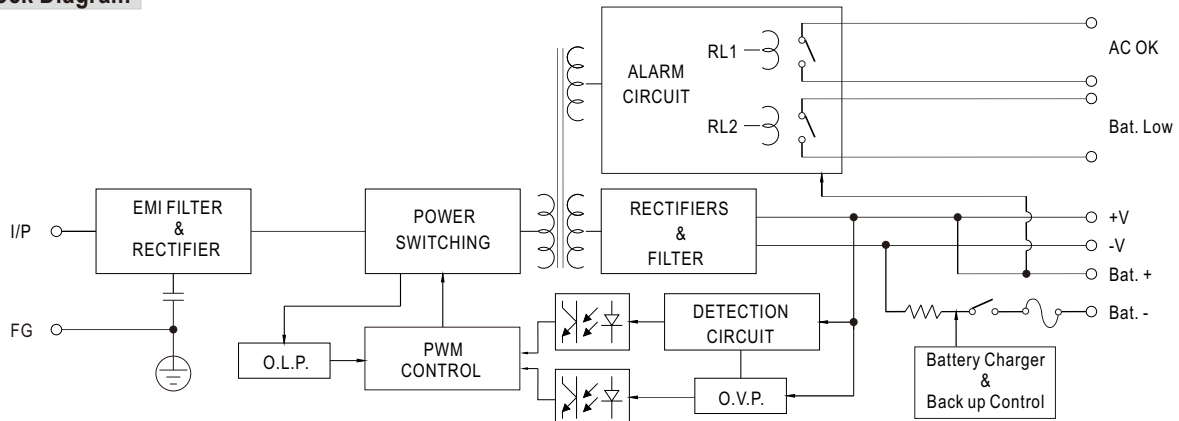 Diagram
RL1
AC OK
ALARM
CIRCUIT
RL2
Bat. Low
EMI FILTER
&
RECTIFIER
POWER
SWITCHING
RECTIFIERS
&
FILTER
I/P
+V
-V
Bat. +
Bat. -
FG
O.L.P.
PWM
CONTROL
DETECTION
CIRCUIT
O.V.P.
Battery Charger
&
Back up Control